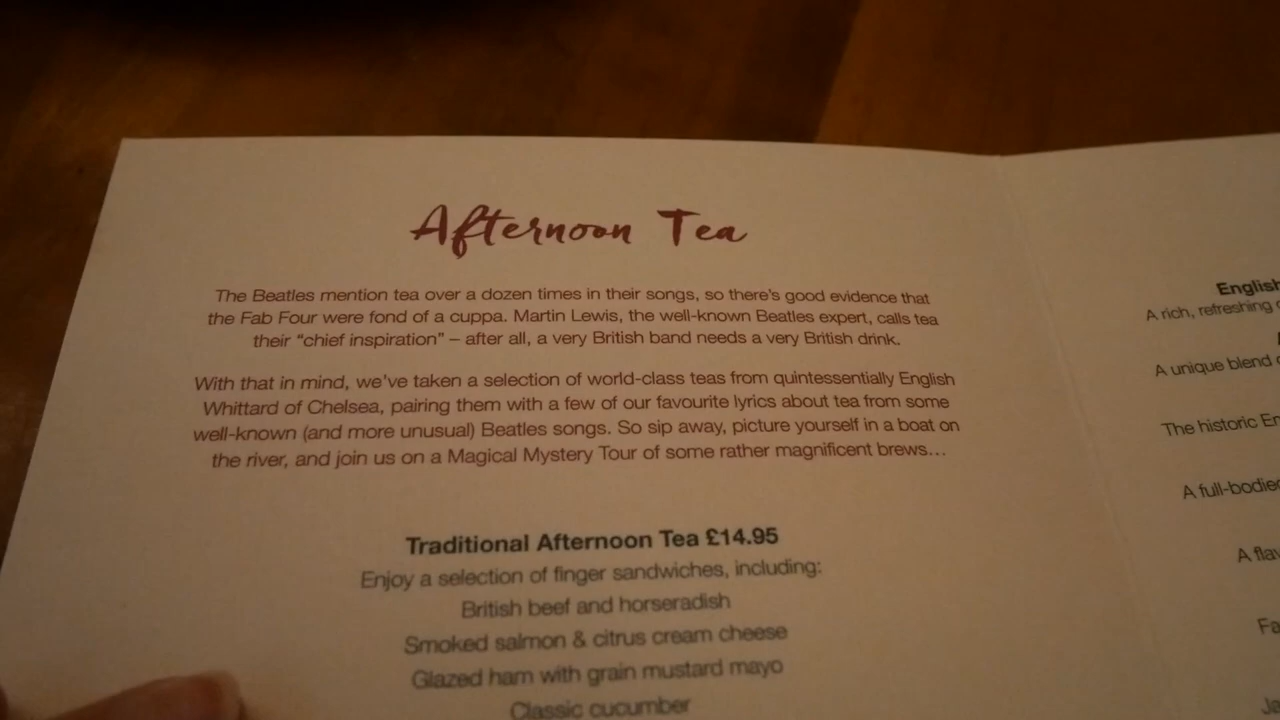 Afternoon Tea
The Beatles mention tea over a dozen times in their songs, so there's good evidence that
the Fab Four were fond of a cuppa. Martin Lewis, the well-known Beatles expert, calls tea
their “chief inspiration” – after all, a very British band needs a very British drink.
With that in mind, we've taken a selection of world-class teas from quintessentially English
Whittard of Chelsea, pairing them with a few of our favourite lyrics about tea from some
well-known (and more unusual) Beatles songs. So sip away, picture yourself in a boat on
the river, and join us on a Magical Mystery Tour of some rather magnificent brews...
Traditional Afternoon Tea £14.95
Enjoy a selection of finger sandwiches, including:
British beef and horseradish
Smoked salmon & citrus cream cheese
Glazed ham with grain mustard mayo
Classic cucumber
English
A rich, refreshing
A unique blend
The historic
A full-bodied
A